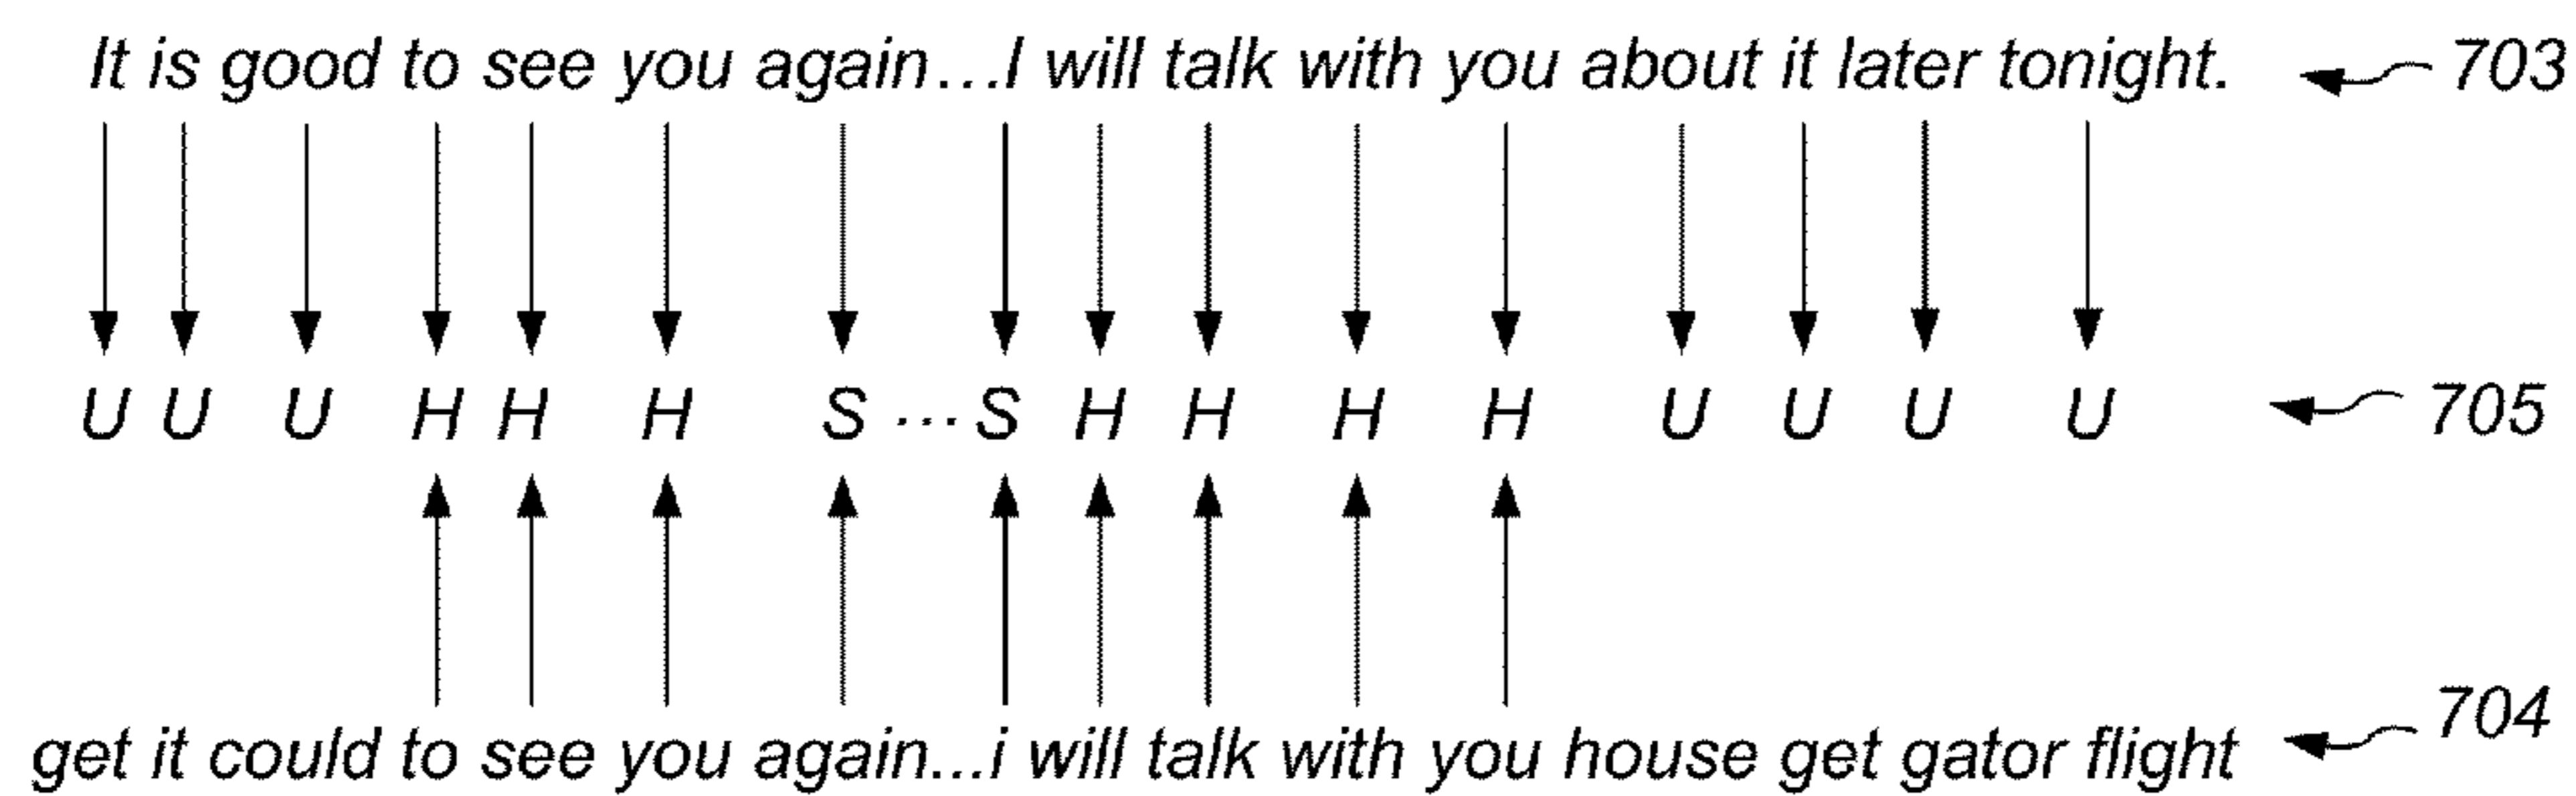 It is good to see you again...I will talk with you about it later tonight. 703
U U U H H H S ... S H H H H U U U U 705
get it could to see you again...i will talk with you house get gator flight 704